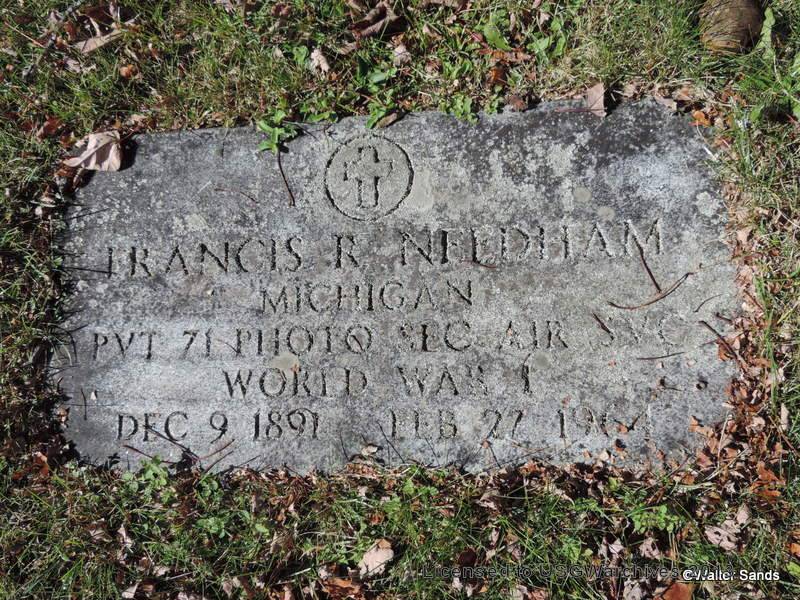 FRANCIS R NEEDHAM
MICHIGAN
PVT 71 PHOTO SEC AIR SVC
WORLD WAR I
DEC 9 1891 FEB 27 1964
Licensed to USGWarchives
©Walter Sands